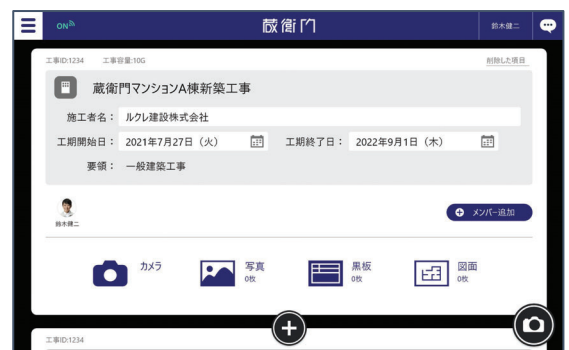 ON
蔵衛門
鈴木健二
工事ID:1234 工事容量:10G 削除した項目
蔵衛門マンションA棟新築工事
施工者名： ルクレ建設株式会社
工期開始日： 2021年7月27日（火） 工期終了日： 2022年9月1日（木）
要領： 一般建築工事
鈴木健二
メンバー追加
カメラ
写真
0枚
黒板
0枚
図面
0枚
工事ID:1234